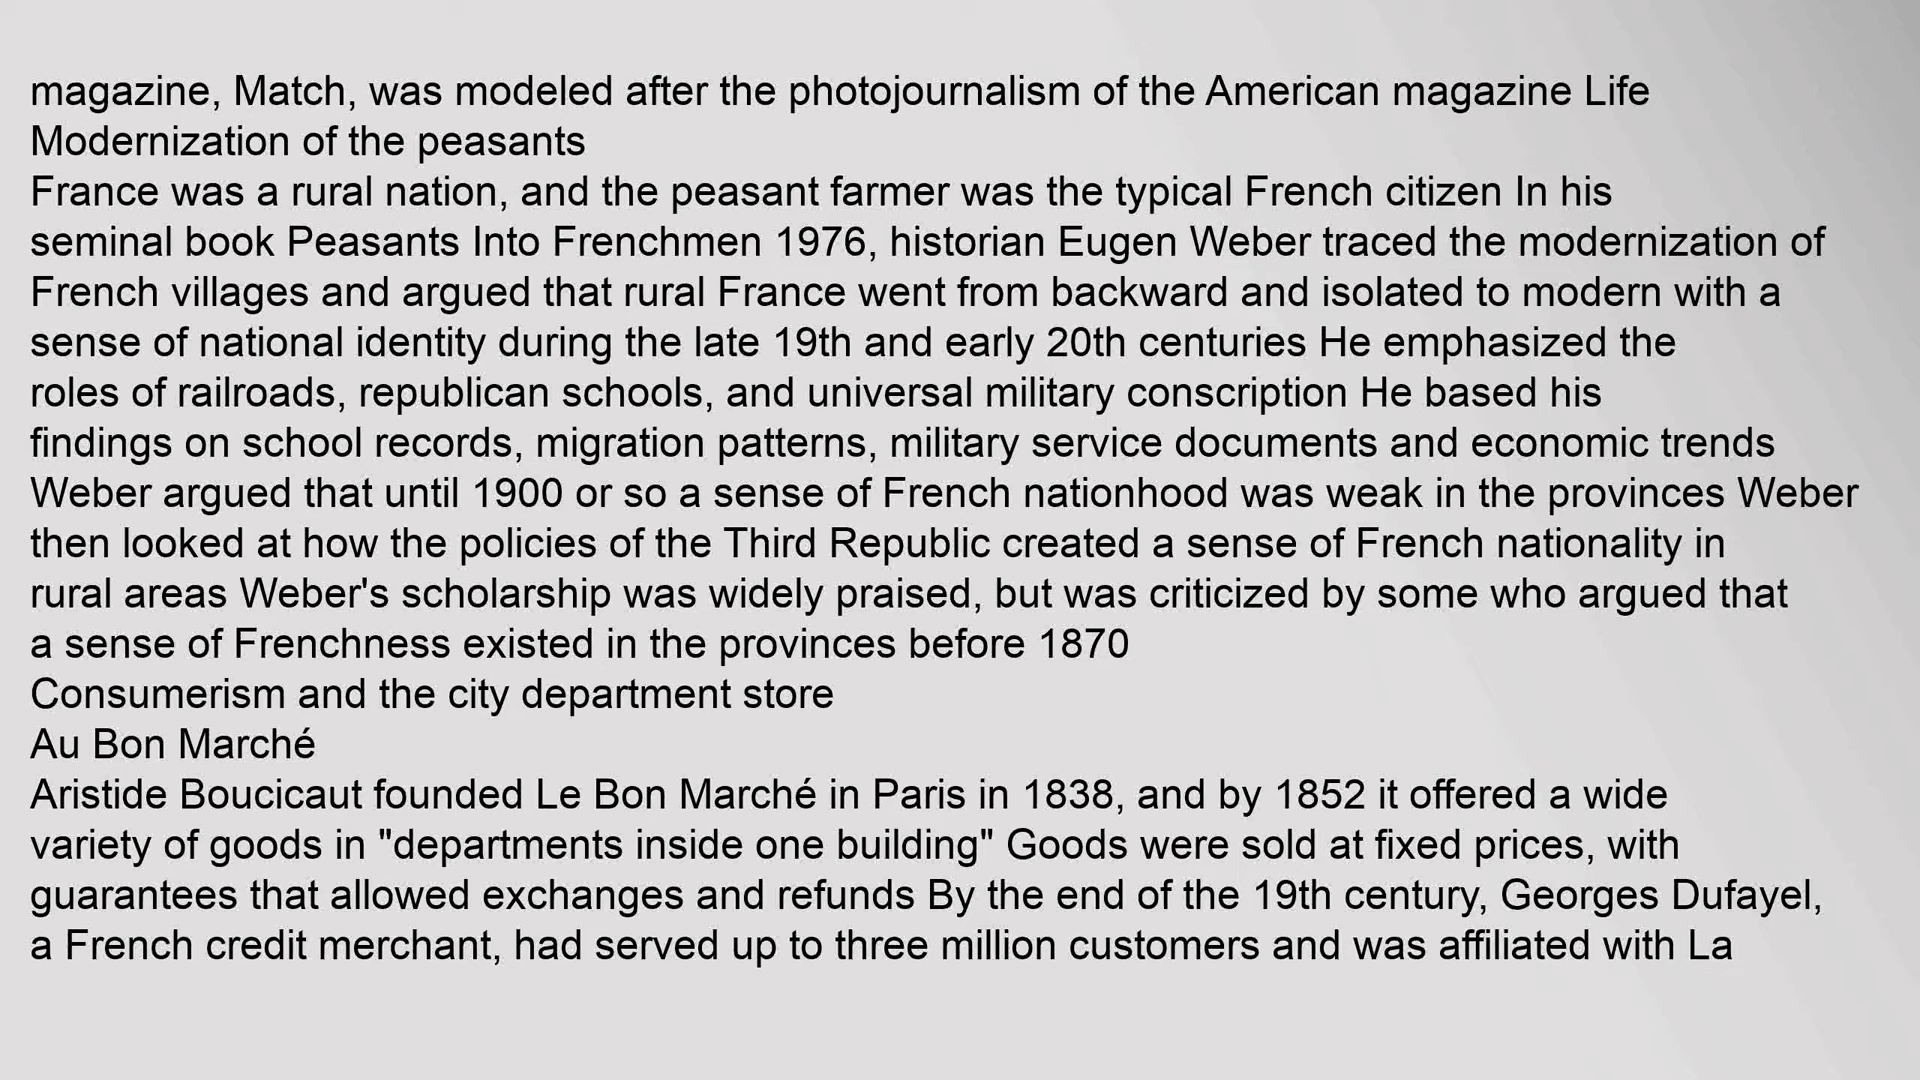 magazine, Match, was modeled after the photojournalism of the American magazine Life
Modernization of the peasants
France was a rural nation, and the peasant farmer was the typical French citizen In his
seminal book Peasants Into Frenchmen 1976, historian Eugen Weber traced the modernization of
French villages and argued that rural France went from backward and isolated to modern with a
sense of national identity during the late 19th and early 20th centuries He emphasized the
roles of railroads, republican schools, and universal military conscription He based his
findings on school records, migration patterns, military service documents and economic trends
Weber argued that until 1900 or so a sense of French nationhood was weak in the provinces Weber
then looked at how the policies of the Third Republic created a sense of French nationality in
rural areas Weber's scholarship was widely praised, but was criticized by some who argued that
a sense of Frenchness existed in the provinces before 1870
Consumerism and the city department store
Au Bon Marché
Aristide Boucicaut founded Le Bon Marché in Paris in 1838, and by 1852 it offered a wide
variety of goods in "departments inside one building" Goods were sold at fixed prices, with
guarantees that allowed exchanges and refunds By the end of the 19th century, Georges Dufayel,
a French credit merchant, had served up to three million customers and was affiliated with La